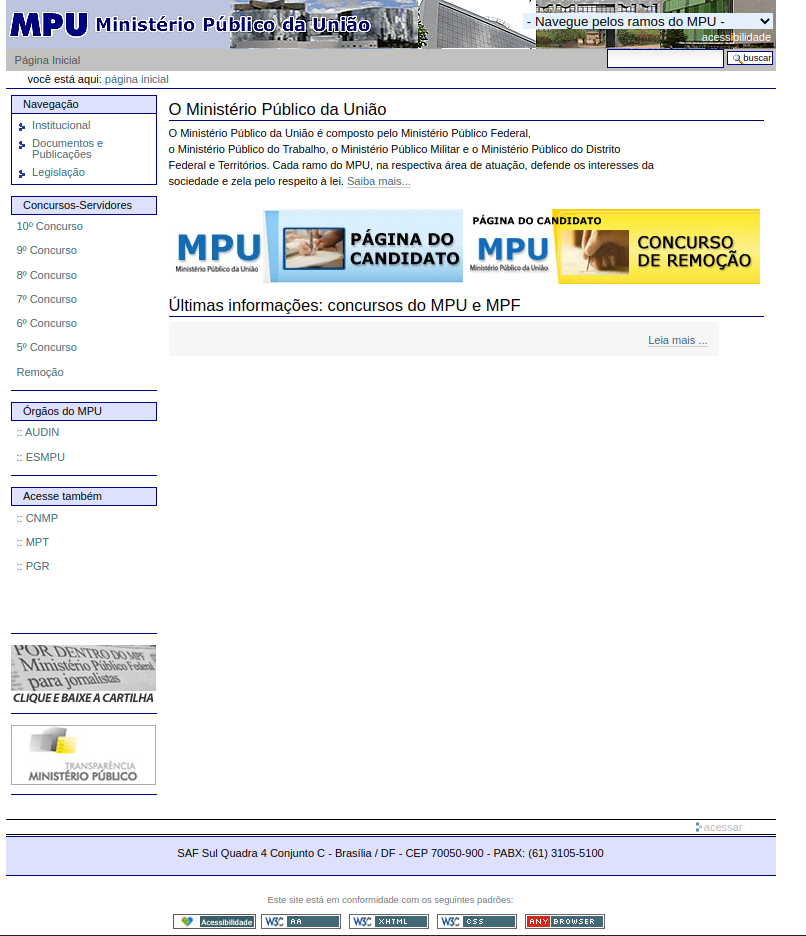 MPU Ministério Público da União
- Navegue pelos ramos do MPU -
acessibilidade
Página Inicial
buscar
você está aqui: página inicial
Navegação
Institucional
Documentos e
Publicações
Legislação
Concursos-Servidores
10º Concurso
9º Concurso
8º Concurso
7º Concurso
6º Concurso
5º Concurso
Remoção
Órgãos do MPU
:: AUDIN
:: ESMPU
Acesse também
:: CNMP
:: MPT
:: PGR
POR DENTRO DO MPF
Ministério Público Federal
para jornalistas
CLIQUE E BAIXE A CARTILHA
TRANSPARÊNCIA
MINISTÉRIO PÚBLICO
O Ministério Público da União
O Ministério Público da União é composto pelo Ministério Público Federal,
o Ministério Público do Trabalho, o Ministério Público Militar e o Ministério Público do Distrito
Federal e Territórios. Cada ramo do MPU, na respectiva área de atuação, defende os interesses da
sociedade e zela pelo respeito à lei. Saiba mais...
MPU
Ministério Público da União
PÁGINA DO
CANDIDATO
PÁGINA DO CANDIDATO
MPU
Ministério Público da União
CONCURSO
DE REMOÇÃO
Últimas informações: concursos do MPU e MPF
Leia mais ...
acessar
SAF Sul Quadra 4 Conjunto C - Brasília / DF - CEP 70050-900 - PABX: (61) 3105-5100
Este site está em conformidade com os seguintes padrões:
Acessibilidade
W3C AA
W3C XHTML
W3C CSS
ANY BROWSER